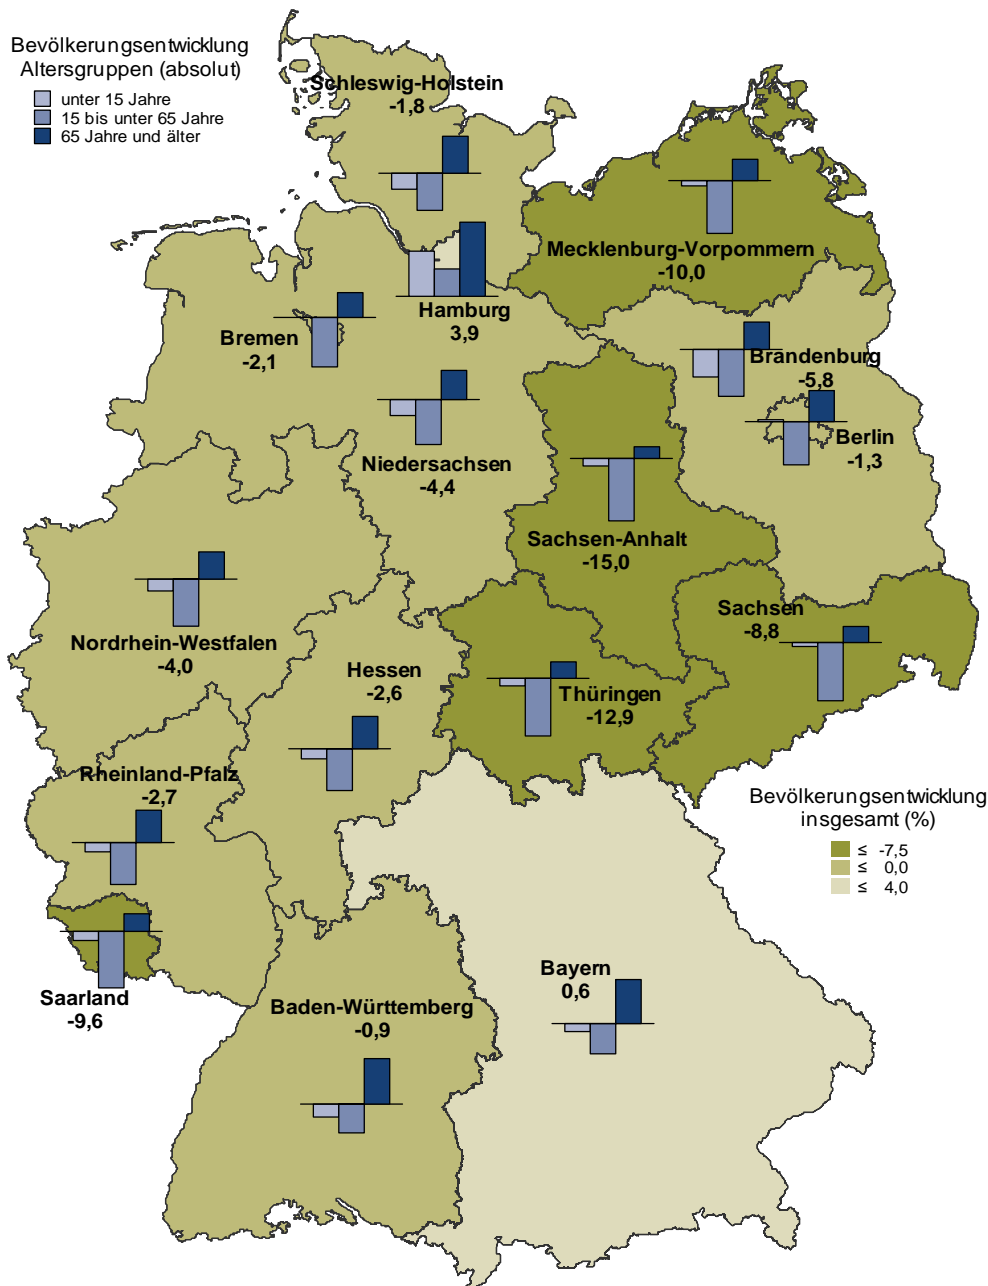 Bevölkerungsentwicklung
Altersgruppen (absolut)
unter 15 Jahre
15 bis unter 65 Jahre
65 Jahre und älter
Schleswig-Holstein
-1,8
Mecklenburg-Vorpommern
-10,0
Hamburg
3,9
Bremen
-2,1
Brandenburg
-5,8
Berlin
-1,3
Niedersachsen
-4,4
Sachsen-Anhalt
-15,0
Sachsen
-8,8
Nordrhein-Westfalen
-4,0
Hessen
-2,6
Thüringen
-12,9
Rheinland-Pfalz
-2,7
Bevölkerungsentwicklung
insgesamt (%)
≤ -7,5
≤ 0,0
≤ 4,0
Saarland
-9,6
Baden-Württemberg
-0,9
Bayern
0,6